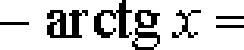 − arctg x =